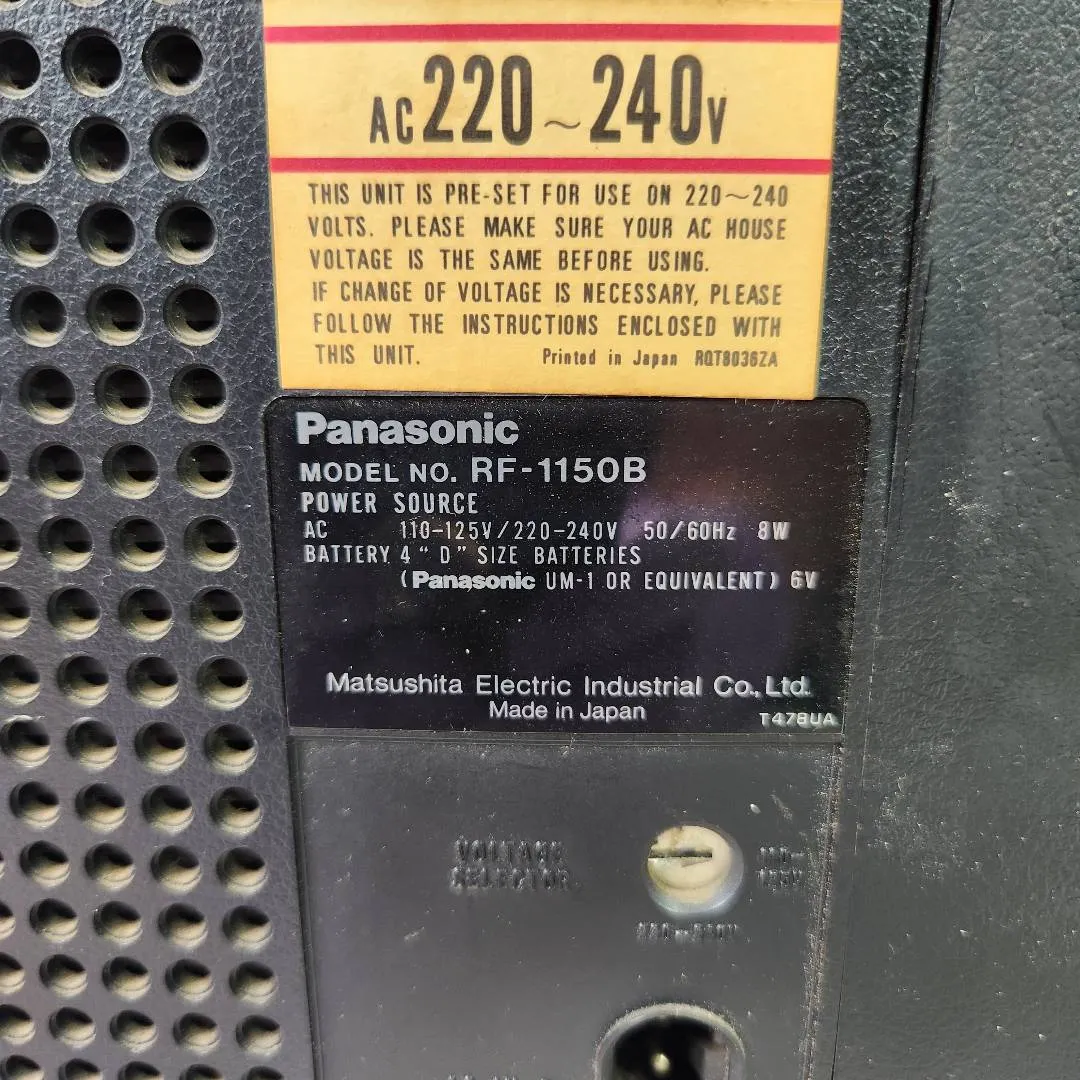 AC 220~240V
THIS UNIT IS PRE-SET FOR USE ON 220~240
VOLTS. PLEASE MAKE SURE YOUR AC HOUSE
VOLTAGE IS THE SAME BEFORE USING.
IF CHANGE OF VOLTAGE IS NECESSARY, PLEASE
FOLLOW THE INSTRUCTIONS ENCLOSED WITH
THIS UNIT. Printed in Japan RQT8036ZA
Panasonic
MODEL NO. RF-1150B
POWER SOURCE
AC 110-125V/220-240V 50/60Hz 8W
BATTERY 4 "D" SIZE BATTERIES
(Panasonic UM-1 OR EQUIVALENT) 6V
Matsushita Electric Industrial Co., Ltd.
Made in Japan
T478UA
VOLTAGE
SELECTOR